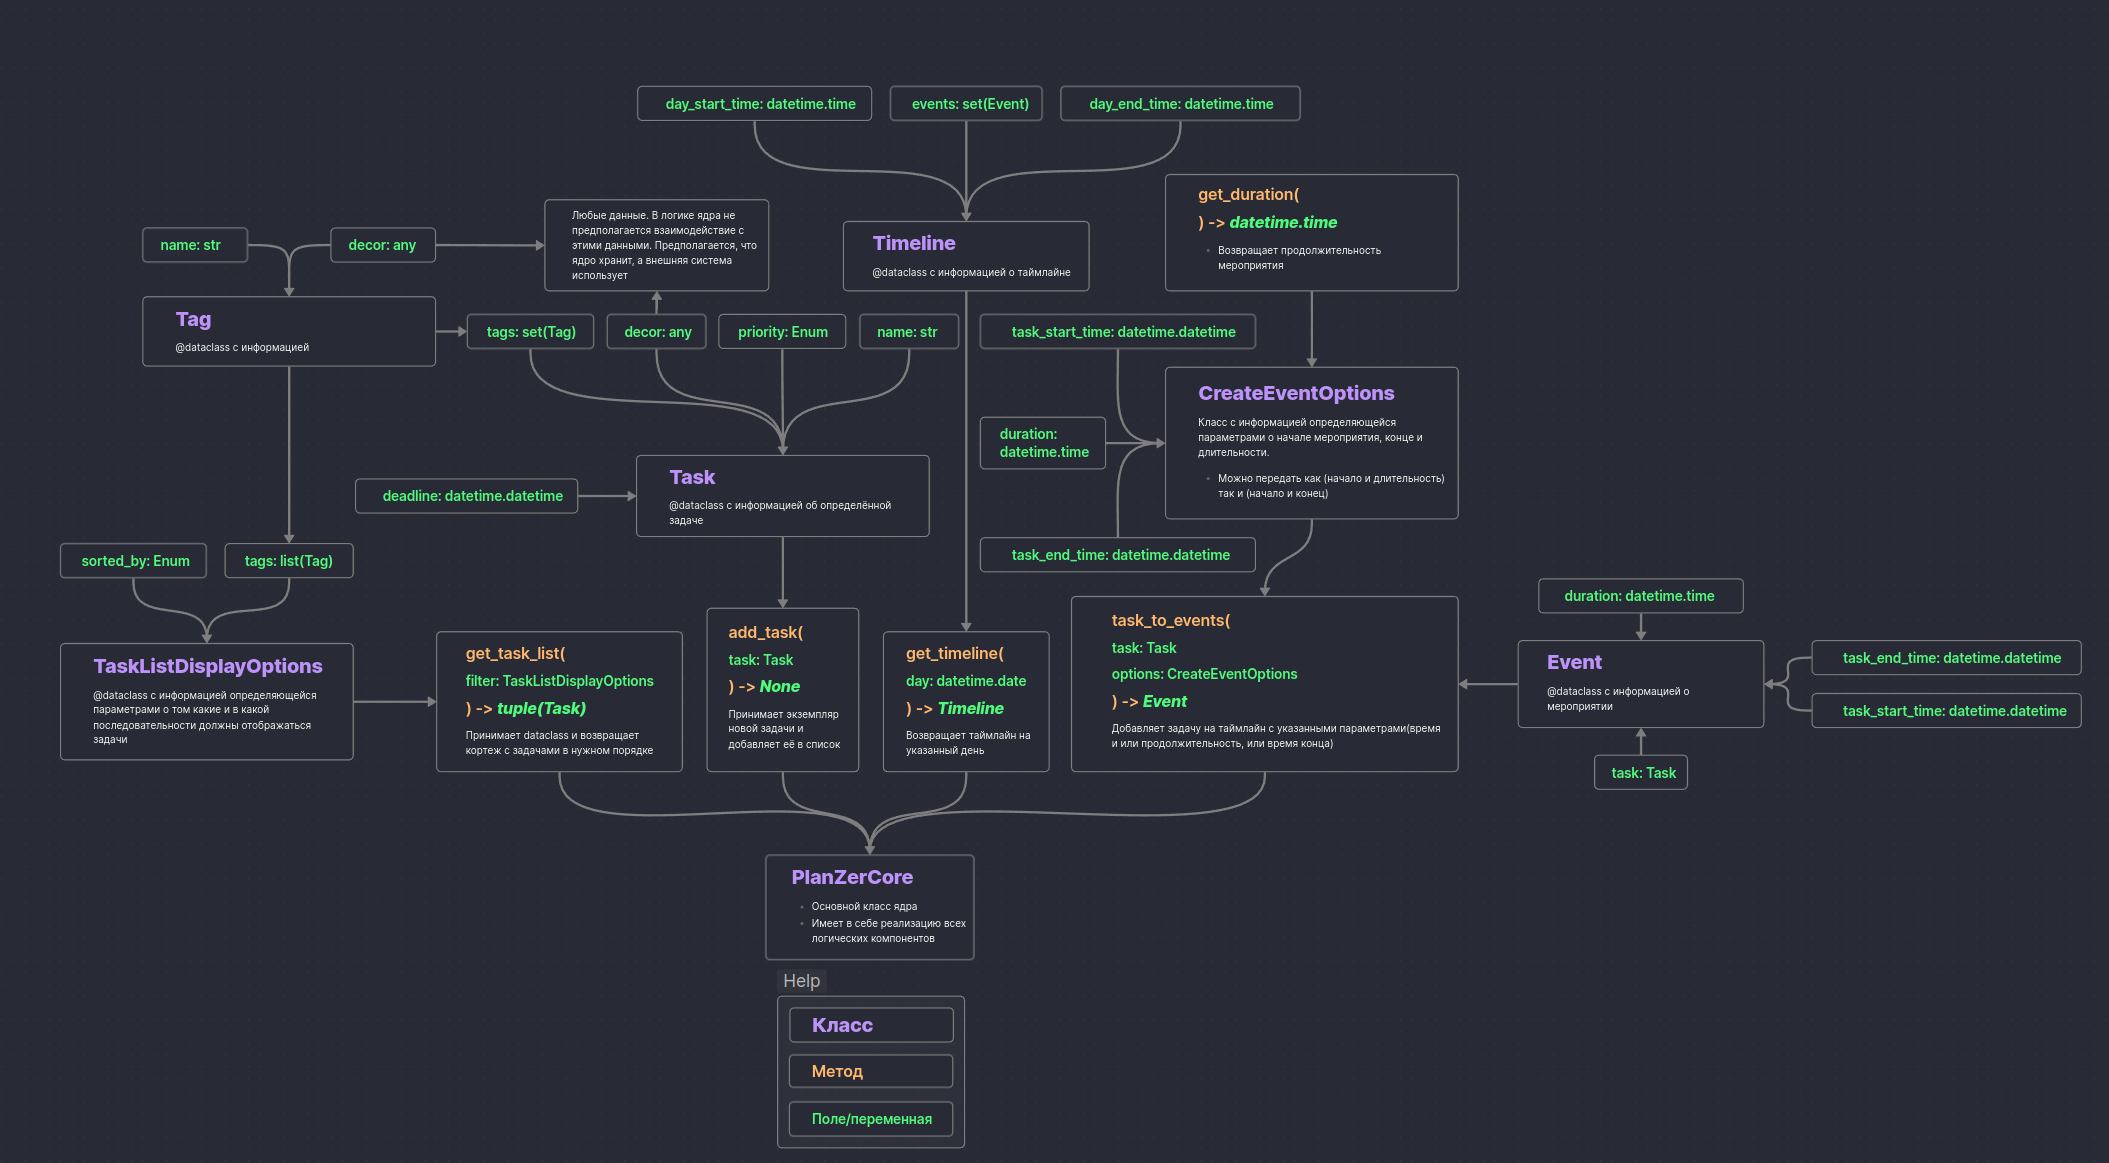 day_start_time: datetime.time
events: set(Event)
day_end_time: datetime.time
get_duration(
) -> datetime.time
Возвращает продолжительность
мероприятия
Любые данные. В логике ядра не
предполагается взаимодействие с
этими данными. Предполагается, что
ядро хранит, а внешняя система
использует
name: str
decor: any
Timeline
@dataclass с информацией о таймлайне
Tag
@dataclass с информацией
tags: set(Tag)
decor: any
priority: Enum
name: str
task_start_time: datetime.datetime
CreateEventOptions
Класс с информацией определяющейся
параметрами о начале мероприятия, конце и
длительности.
Можно передать как (начало и длительность)
так и (начало и конец)
duration:
datetime.time
Task
@dataclass с информацией об определённой
задаче
deadline: datetime.datetime
sorted_by: Enum
tags: list(Tag)
task_end_time: datetime.datetime
duration: datetime.time
TaskListDisplayOptions
@dataclass с информацией определяющейся
параметрами о том какие и в какой
последовательности должны отображаться
задачи
get_task_list(
filter: TaskListDisplayOptions
) -> tuple(Task)
Принимает dataclass и возвращает
кортеж с задачами в нужном порядке
add_task(
task: Task
) -> None
Принимает экземпляр
новой задачи и
добавляет её в список
get_timeline(
day: datetime.date
) -> Timeline
Возвращает таймлайн на
указанный день
task_to_events(
task: Task
options: CreateEventOptions
) -> Event
Добавляет задачу на таймлайн с указанными параметрами(время
и или продолжительность, или время конца)
Event
@dataclass с информацией о
мероприятии
task_end_time: datetime.datetime
task_start_time: datetime.datetime
task: Task
PlanZerCore
Основной класс ядра
Имеет в себе реализацию всех
логических компонентов
Help
Класс
Метод
Поле/переменная